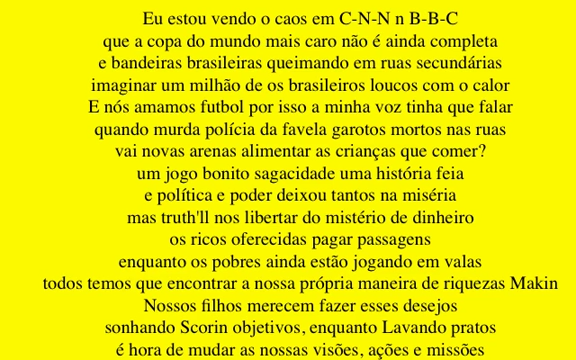 Eu estou vendo o caos em C-N-N n B-B-C
que a copa do mundo mais caro não é ainda completa
e bandeiras brasileiras queimando em ruas secundárias
imaginar um milhão de os brasileiros loucos com o calor
E nós amamos futbol por isso a minha voz tinha que falar
quando murda polícia da favela garotos mortos nas ruas
vai novas arenas alimentar as crianças que comer?
um jogo bonito sagacidade uma história feia
e política e poder deixou tantos na miséria
mas truth'll nos libertar do mistério de dinheiro
os ricos oferecidas pagar passagens
enquanto os pobres ainda estão jogando em valas
todos temos que encontrar a nossa própria maneira de riquezas Makin
Nossos filhos merecem fazer esses desejos
sonhando Scorin objetivos, enquanto Lavando pratos
é hora de mudar as nossas visões, ações e missões